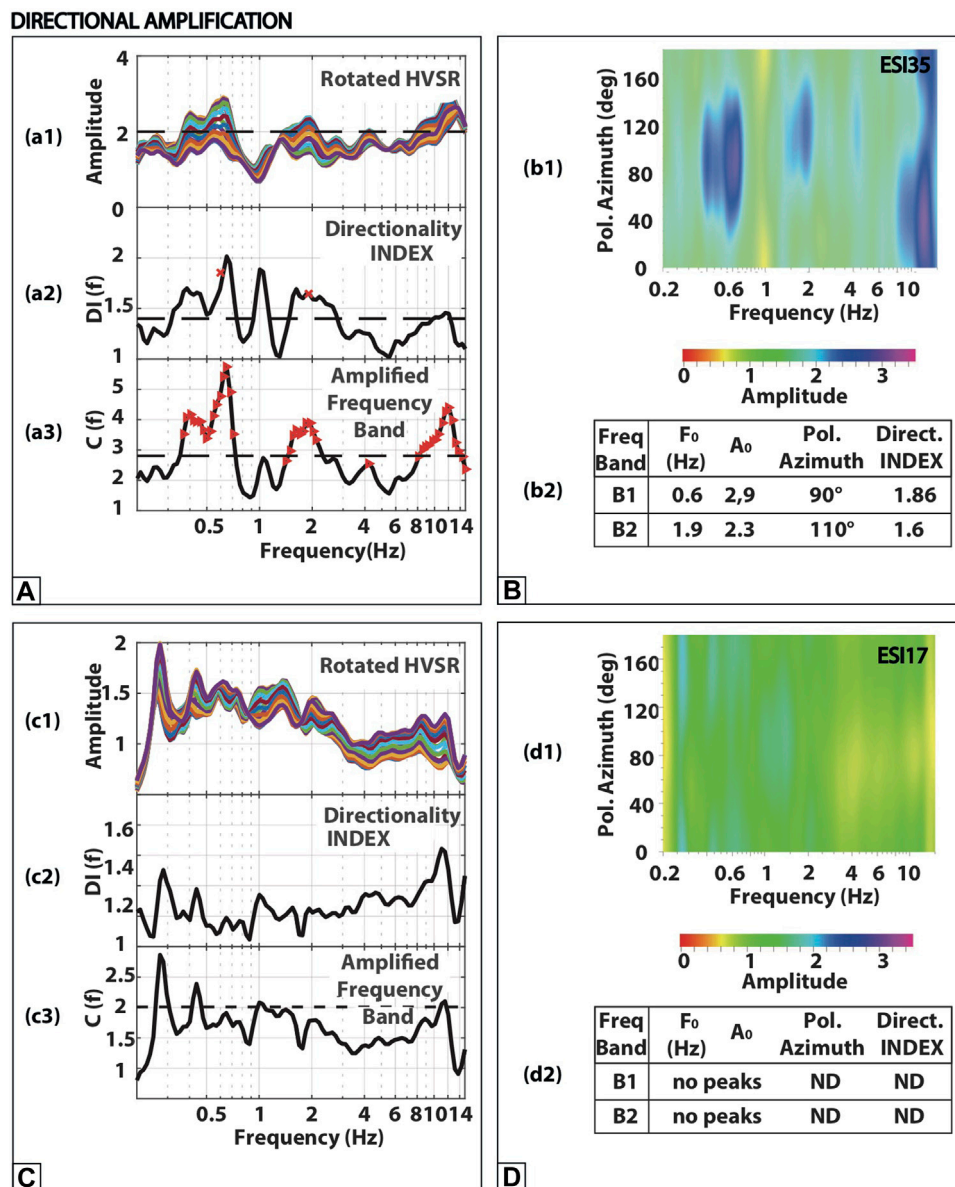 DIRECTIONAL AMPLIFICATION
(a1)
Amplitude
4
2
0
Rotated HVSR
(a2)
DI (f)
2
1.5
1
Directionality
INDEX
(a3)
C (f)
5
4
3
2
1
Amplified
Frequency
Band
0.5 1 2 4 6 8 10 14
Frequency(Hz)
A
(b1)
Pol. Azimuth (deg)
160
120
80
40
0
ESI35
0.2 0.6 1 2 4 6 10
Frequency (Hz)
0 1 2 3
Amplitude
(b2)
Freq Band F0 (Hz) A0 Pol. Azimuth Direct. INDEX
B1 0.6 2,9 90° 1.86
B2 1.9 2.3 110° 1.6
B
(c1)
Amplitude
2
1.5
1
Rotated HVSR
(c2)
DI (f)
1.6
1.4
1.2
1
Directionality
INDEX
(c3)
C (f)
2.5
2
1.5
1
Amplified
Frequency
Band
0.5 1 2 4 6 8 10 14
Frequency (Hz)
C
(d1)
Pol. Azimuth (deg)
160
120
80
40
0
ESI17
0.2 0.6 1 2 4 6 10
Frequency (Hz)
0 1 2 3
Amplitude
(d2)
Freq Band F0 (Hz) A0 Pol. Azimuth Direct. INDEX
B1 no peaks ND ND
B2 no peaks ND ND
D